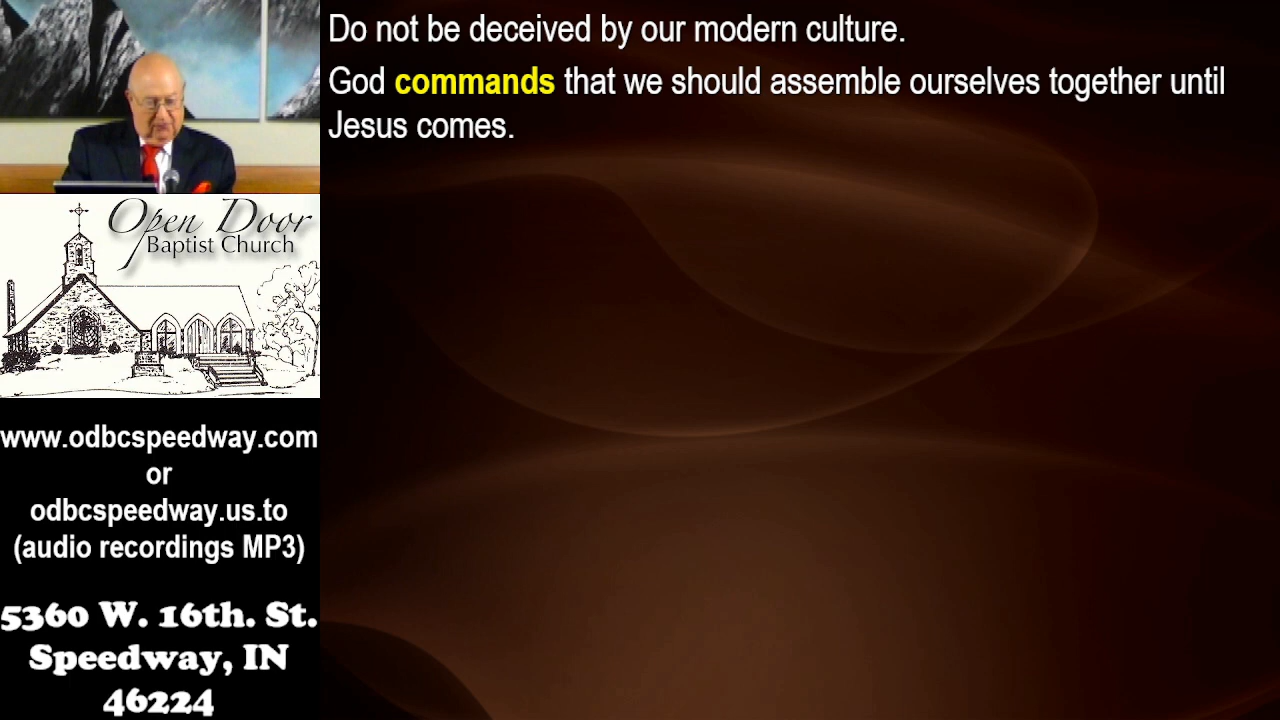 Do not be deceived by our modern culture.
God commands that we should assemble ourselves together until
Jesus comes.
Open Door
Baptist Church
www.odbcspeedway.com
or
odbcspeedway.us.to
(audio recordings MP3)
5360 W. 16th. St.
Speedway, IN
46224